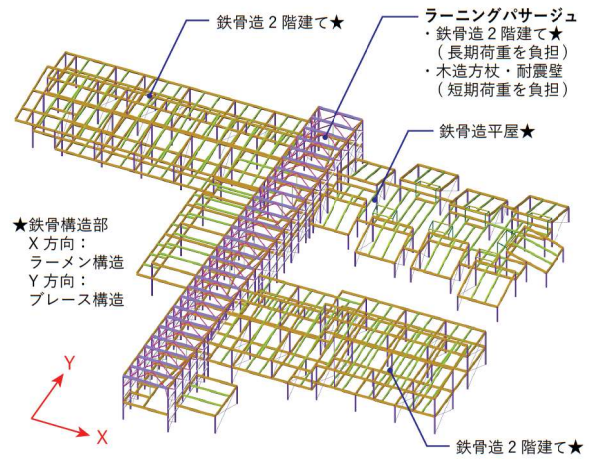 鉄骨造2階建て★
ラーニングパサージュ
・鉄骨造2階建て★
（長期荷重を負担）
・木造方杖・耐震壁
（短期荷重を負担）
鉄骨造平屋★
★鉄骨構造部
X方向：
ラーメン構造
Y方向：
ブレース構造
Y
X
鉄骨造2階建て★